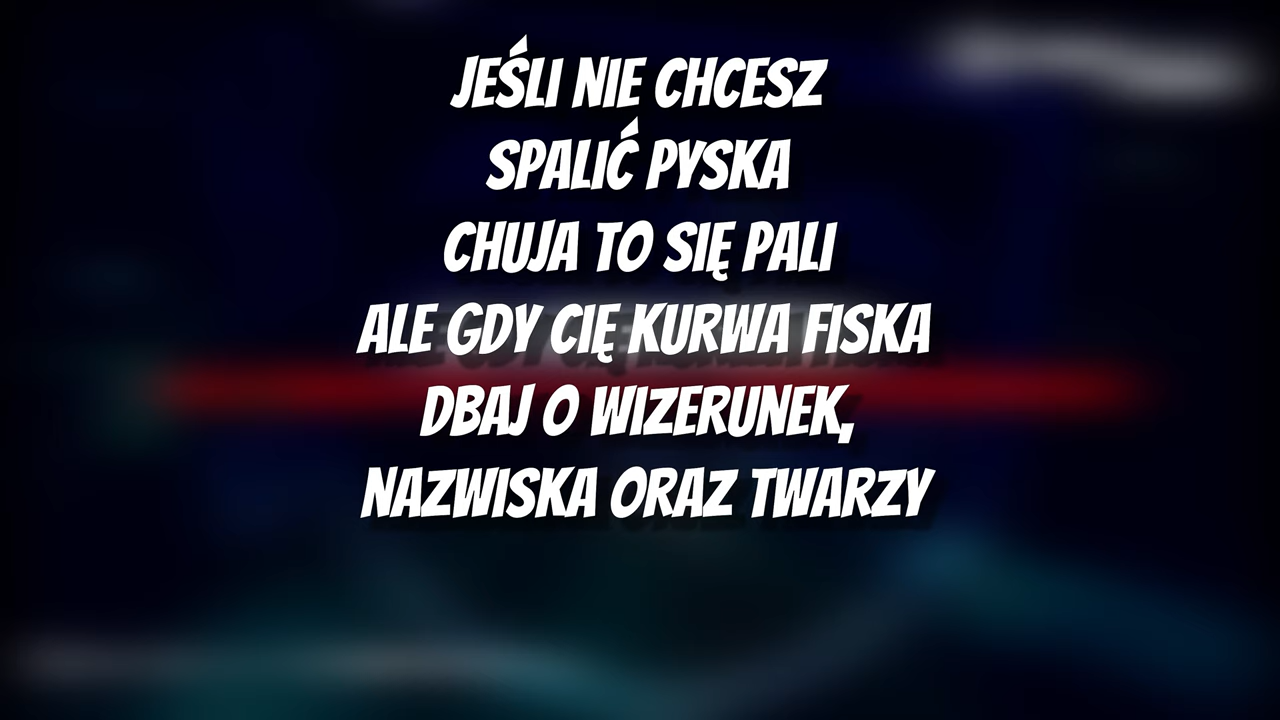 JEŚLI NIE CHCESZ
SPALIĆ PYSKA
CHUJA TO SIĘ PALI
ALE GDY CIĘ KURWA FISKA
DBAJ O WIZERUNEK,
NAZWISKA ORAZ TWARZY